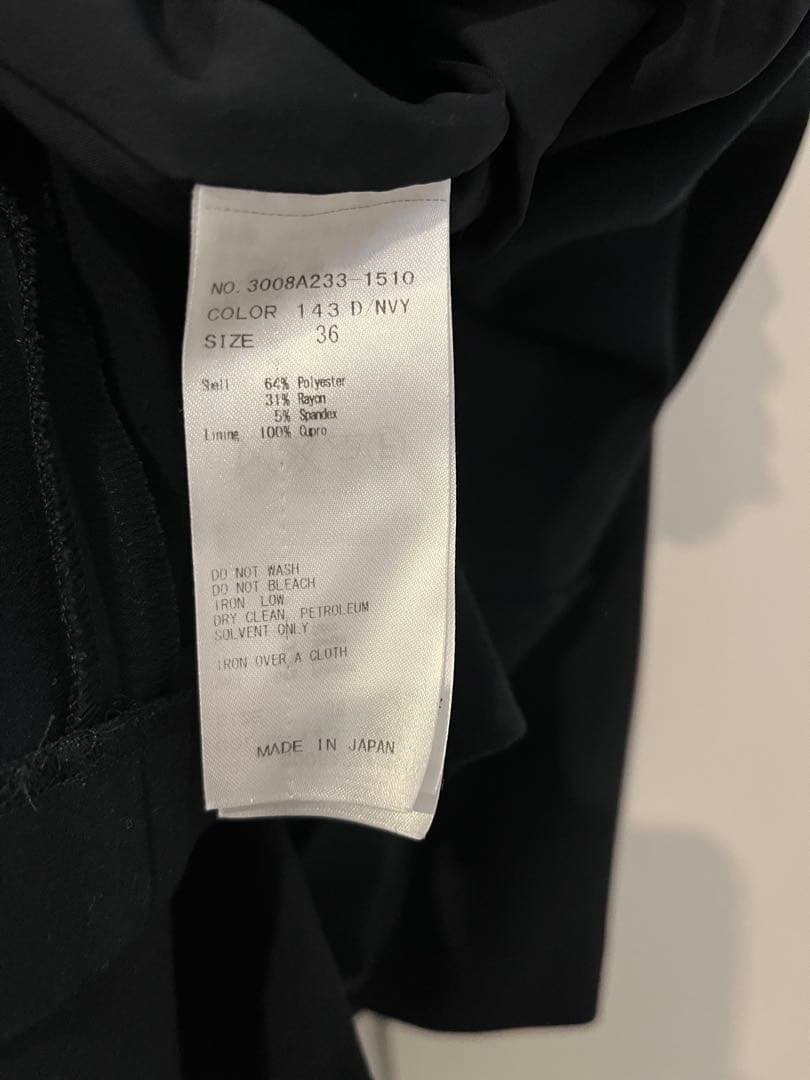 NO. 3008A233-1510
COLOR 143 D/NVY
SIZE 36
Shell 64% Polyester
31% Rayon
5% Spandex
Lining 100% Cupro
DO NOT WASH
DO NOT BLEACH
IRON LOW
DRY CLEAN, PETROLEUM
SOLVENT ONLY
IRON OVER A CLOTH
MADE IN JAPAN